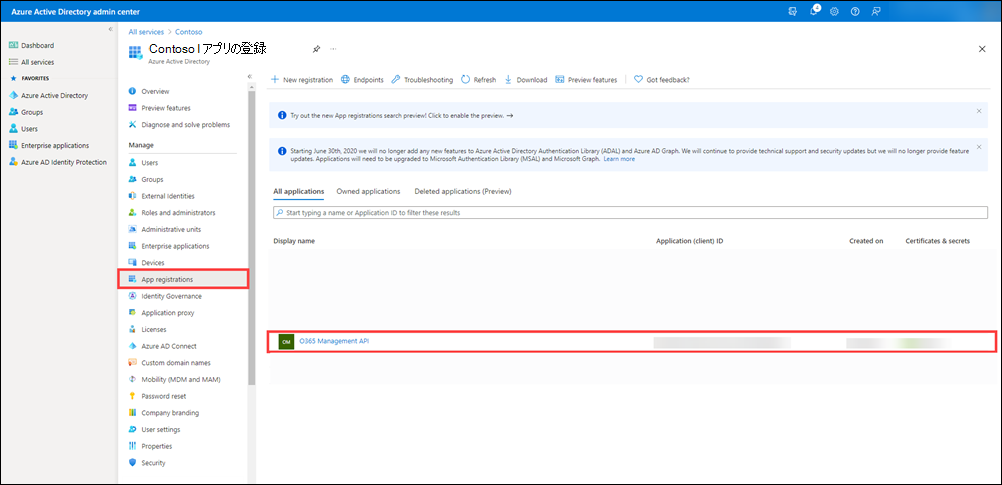 Azure Active Directory admin center
4
Dashboard
All services
FAVORITES
Azure Active Directory
Groups
Users
Enterprise applications
Azure AD Identity Protection
All services > Contoso
Contoso | アプリの登録
Azure Active Directory
Overview
Preview features
Diagnose and solve problems
Manage
Users
Groups
External Identities
Roles and administrators
Administrative units
Enterprise applications
Devices
App registrations
Identity Governance
Application proxy
Licenses
Azure AD Connect
Custom domain names
Mobility (MDM and MAM)
Password reset
Company branding
User settings
Properties
Security
New registration Endpoints Troubleshooting Refresh Download Preview features Got feedback?
Try out the new App registrations search preview! Click to enable the preview. →
Starting June 30th, 2020 we will no longer add any new features to Azure Active Directory Authentication Library (ADAL) and Azure AD Graph. We will continue to provide technical support and security updates but we will no longer provide feature
updates. Applications will need to be upgraded to Microsoft Authentication Library (MSAL) and Microsoft Graph. Learn more
All applications Owned applications Deleted applications (Preview)
Start typing a name or Application ID to filter these results
Display name Application (client) ID Created on Certificates & secrets
OM O365 Management API